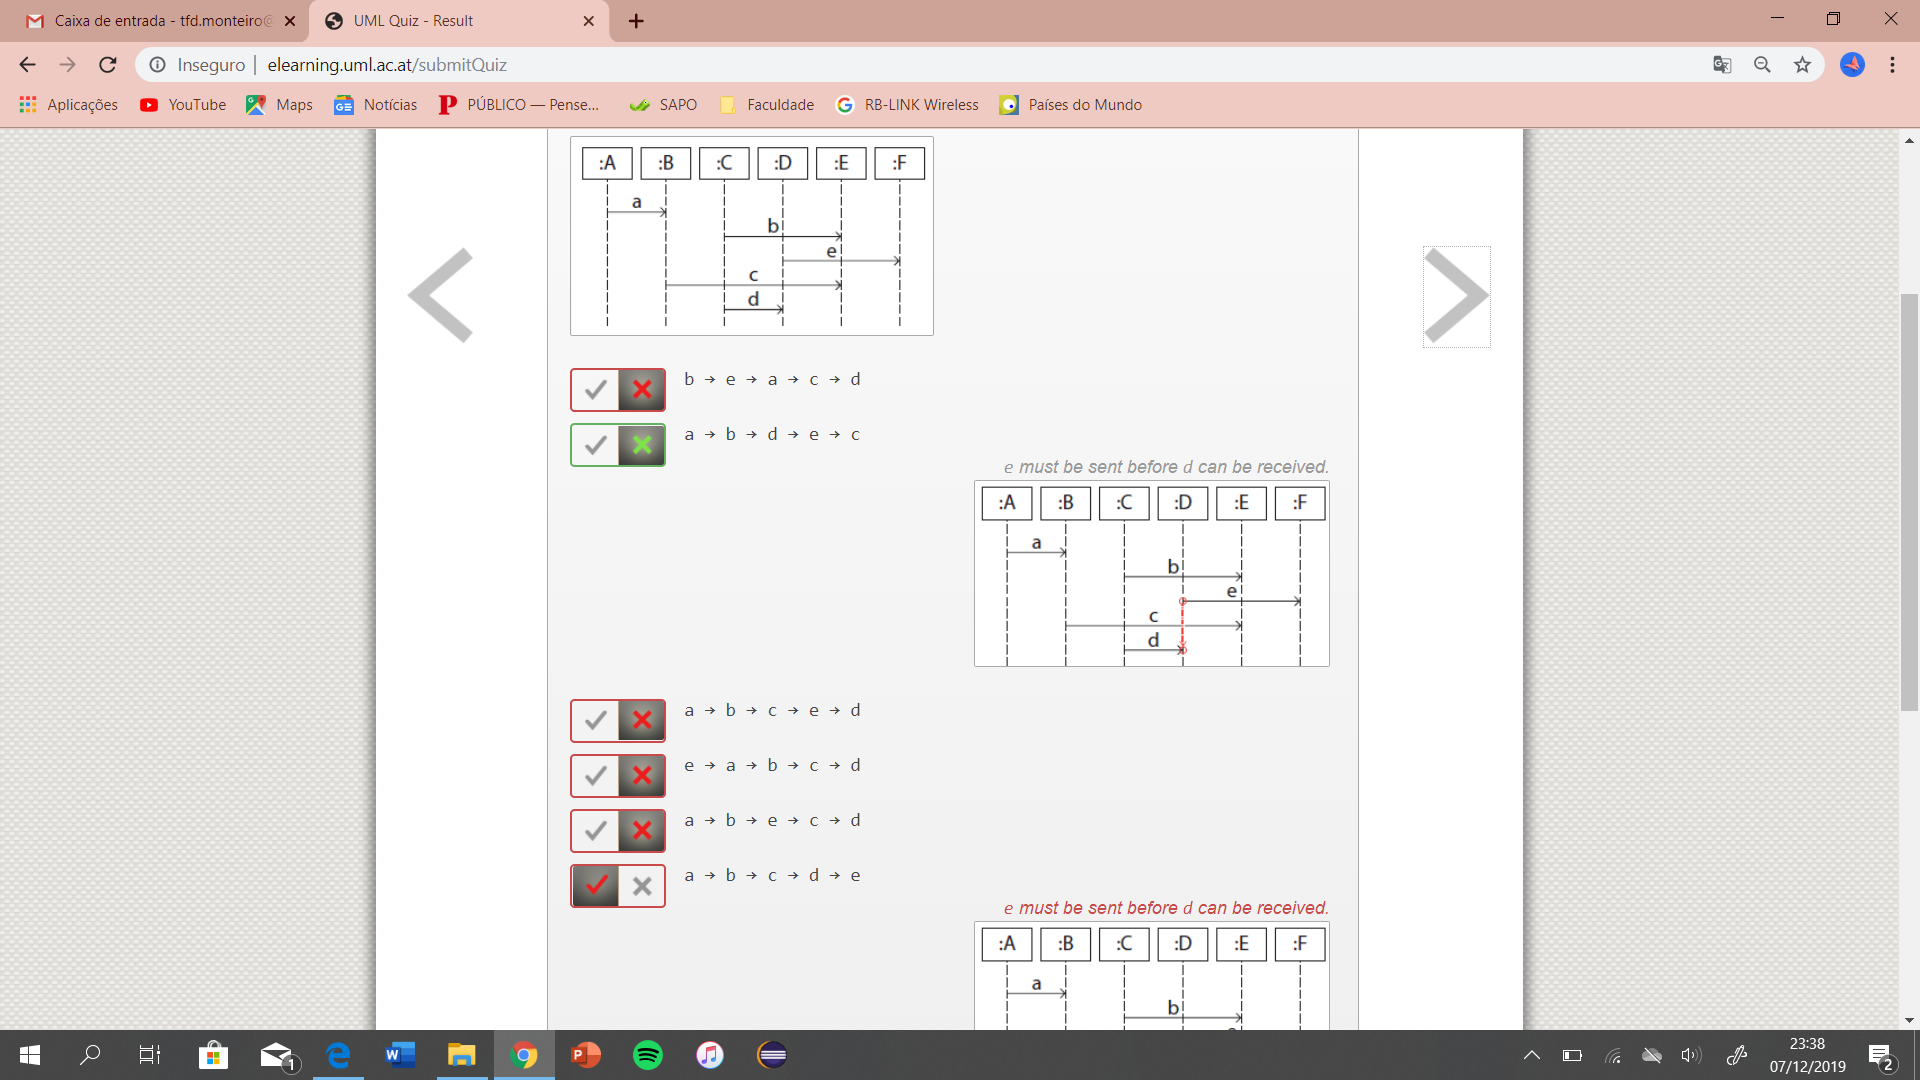 Caixa de entrada - tfd.monteiro@
UML Quiz - Result
Inseguro
elearning.uml.ac.at/submitQuiz
Aplicações
YouTube
Maps
Notícias
PÚBLICO — Pense...
SAPO
Faculdade
RB-LINK Wireless
Países do Mundo
:A :B :C :D :E :F
a
b
e
c
d
b → e → a → c → d
a → b → d → e → c
e must be sent before d can be received.
:A :B :C :D :E :F
a
b
e
c
d
a → b → c → e → d
e → a → b → c → d
a → b → e → c → d
a → b → c → d → e
e must be sent before d can be received.
:A :B :C :D :E :F
a
b
1
23:38
07/12/2019
2